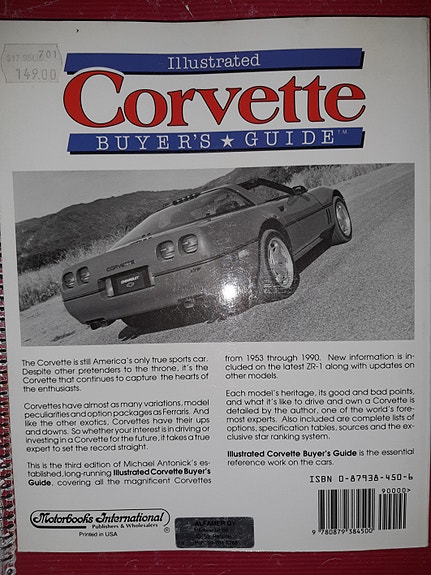 701
149.00
Illustrated
Corvette
BUYER'S ★ GUIDE™
CORVETTE
CHEVROLET
The Corvette is still America's only true sports car.
Despite other pretenders to the throne, it's the
Corvette that continues to capture the hearts of
the enthusiasts.
Corvettes have almost as many variations, model
peculiarities and option packages as Ferraris. And
like the other exotics, Corvettes have their ups
and downs. So whether your interest is in driving or
investing in a Corvette for the future, it takes a true
expert to set the record straight.
This is the third edition of Michael Antonick's es-
tablished, long-running Illustrated Corvette Buyer's
Guide, covering all the magnificent Corvettes
from 1953 through 1990. New information is in-
cluded on the latest ZR-1 along with updates on
other models.
Each model's heritage, its good and bad points,
and what it's like to drive and own a Corvette is
detailed by the author, one of the world's fore-
most experts. Also included are complete lists of
options, specification tables, sources and the ex-
clusive star ranking system.
Illustrated Corvette Buyer's Guide is the essential
reference work on the cars.
ISBN 0-87938-450-6
90000>
9 780879 384500
Motorbooks International
Publishers & Wholesalers ®
Printed in USA
ALFAMER OY